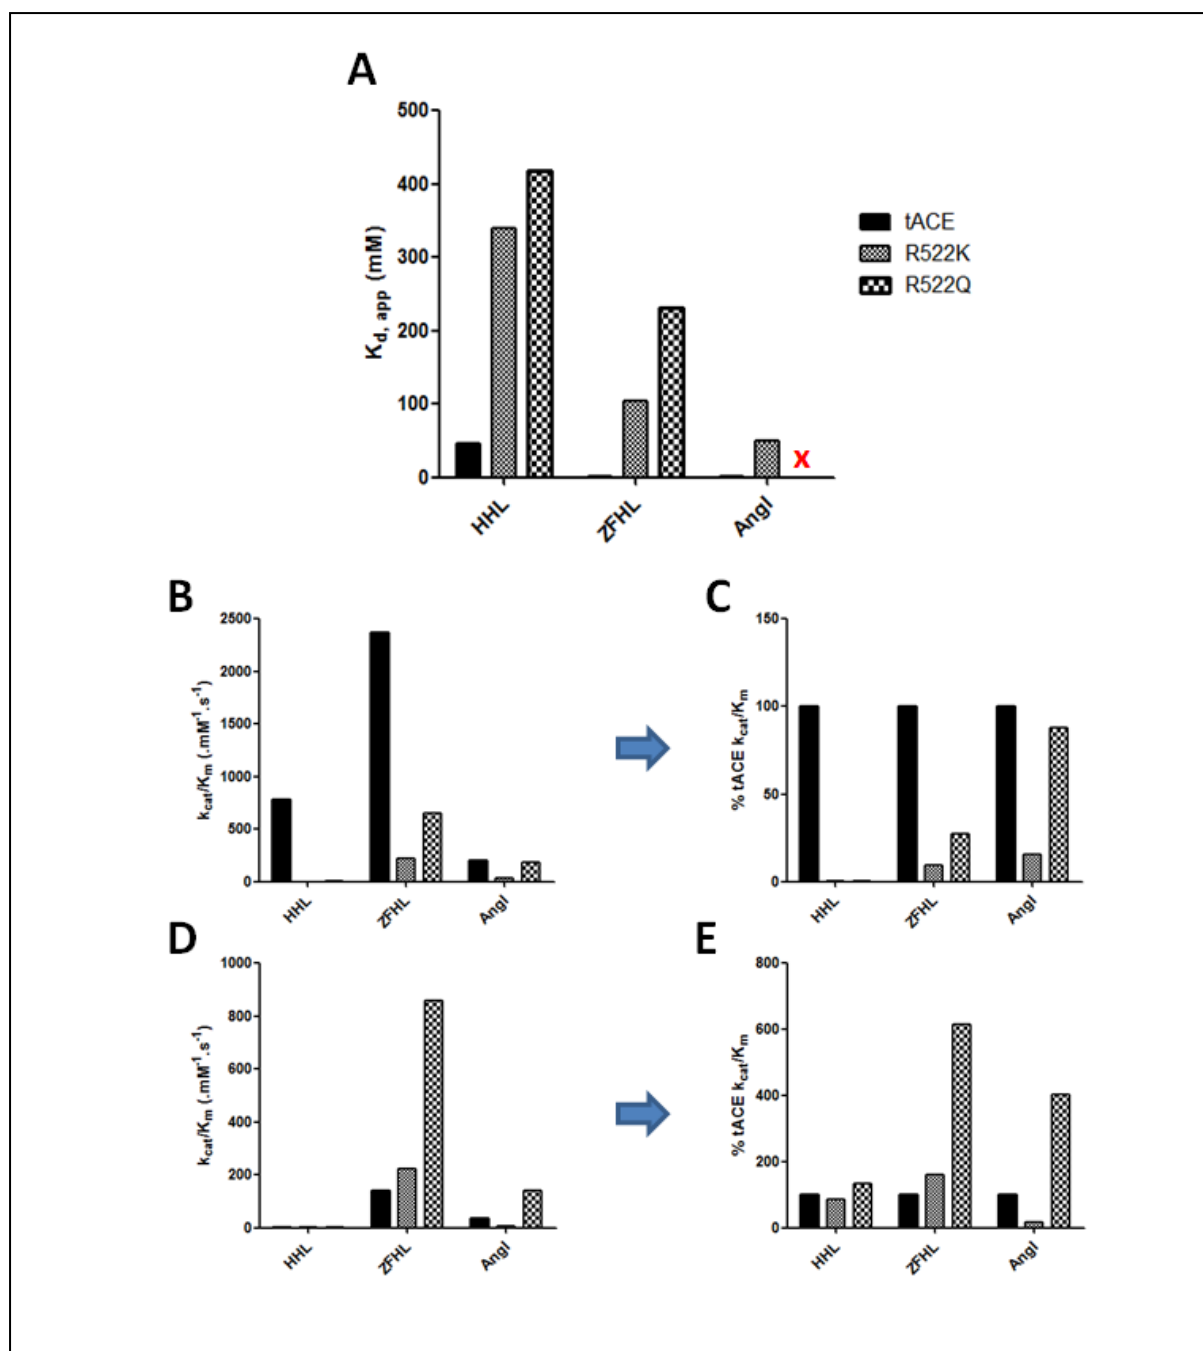 A
500
400
300
200
100
0
Kd, app (mM)
HHL
ZFHL
AngI
x
tACE
R522K
R522Q
B
2500
2000
1500
1000
500
0
kcat/Km (.mM-1.s-1)
HHL
ZFHL
AngI
C
150
100
50
0
% tACE kcat/Km
HHL
ZFHL
AngI
D
1000
800
600
400
200
0
kcat/Km (.mM-1.s-1)
HHL
ZFHL
AngI
E
800
600
400
200
0
% tACE kcat/Km
HHL
ZFHL
AngI